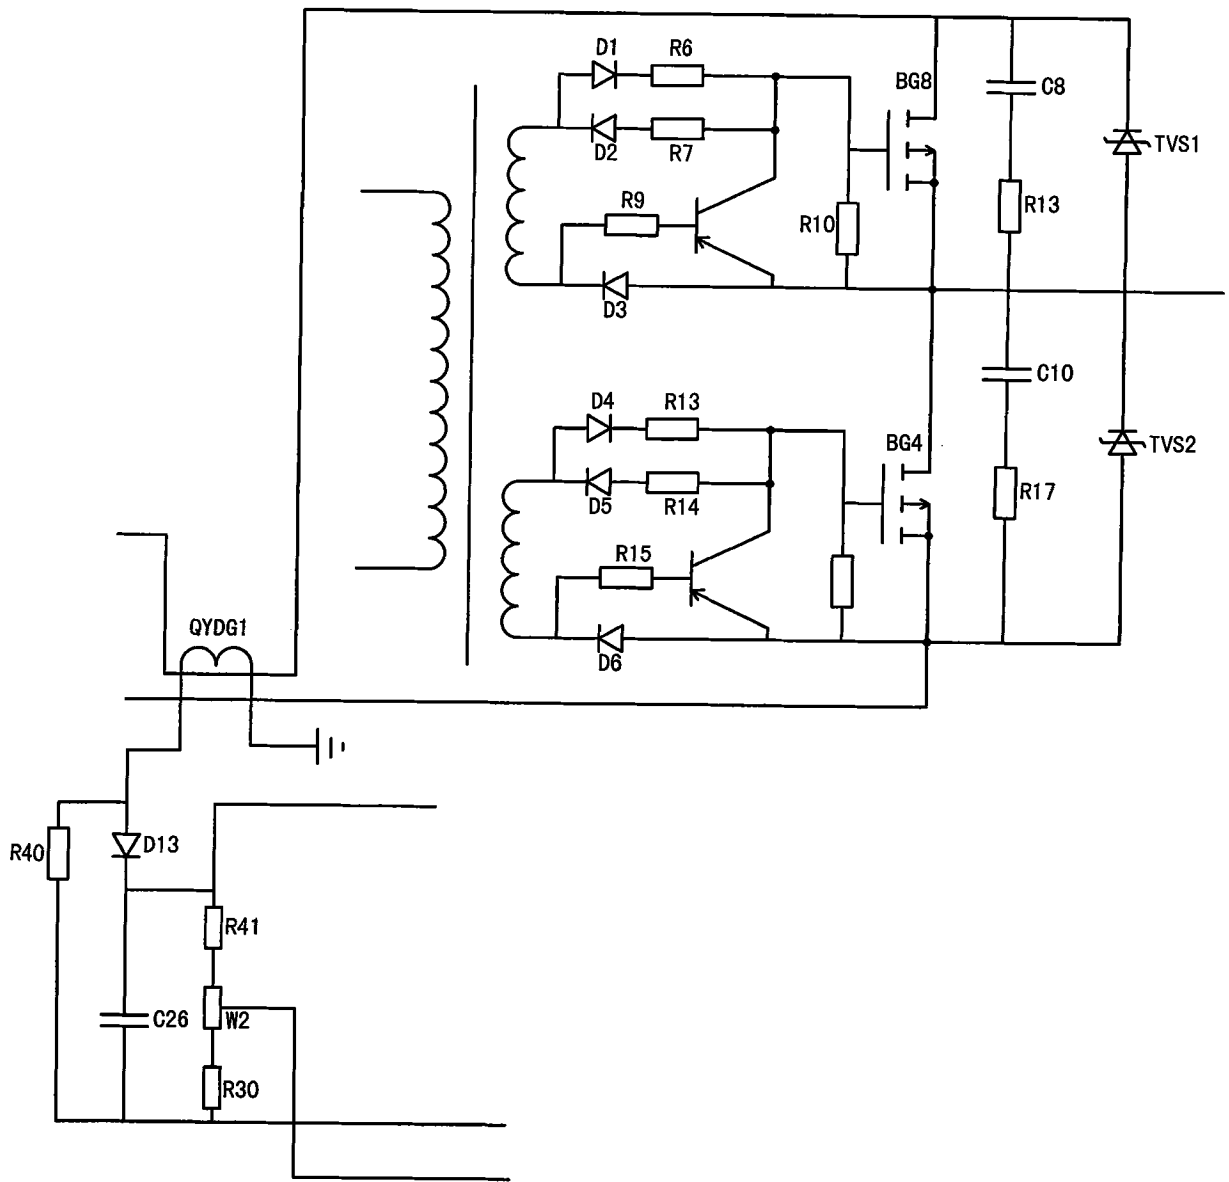 D1
R6
BG8
C8
D2
R7
TVS1
R9
R10
R13
D3
C10
D4
R13
BG4
TVS2
D5
R14
R17
R15
QYDG1
D6
R40
D13
R41
C26
W2
R30